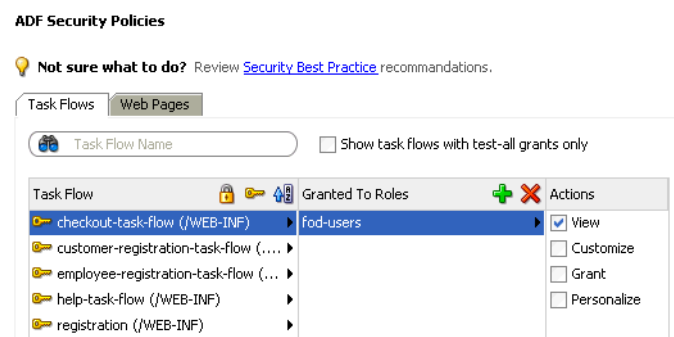 ADF Security Policies
Not sure what to do? Review Security Best Practice recommandations.
Task Flows Web Pages
Task Flow Name Show task flows with test-all grants only
Task Flow Granted To Roles Actions
checkout-task-flow (/WEB-INF) fod-users View
customer-registration-task-flow (.... Customize
employee-registration-task-flow (... Grant
help-task-flow (/WEB-INF) Personalize
registration (/WEB-INF)